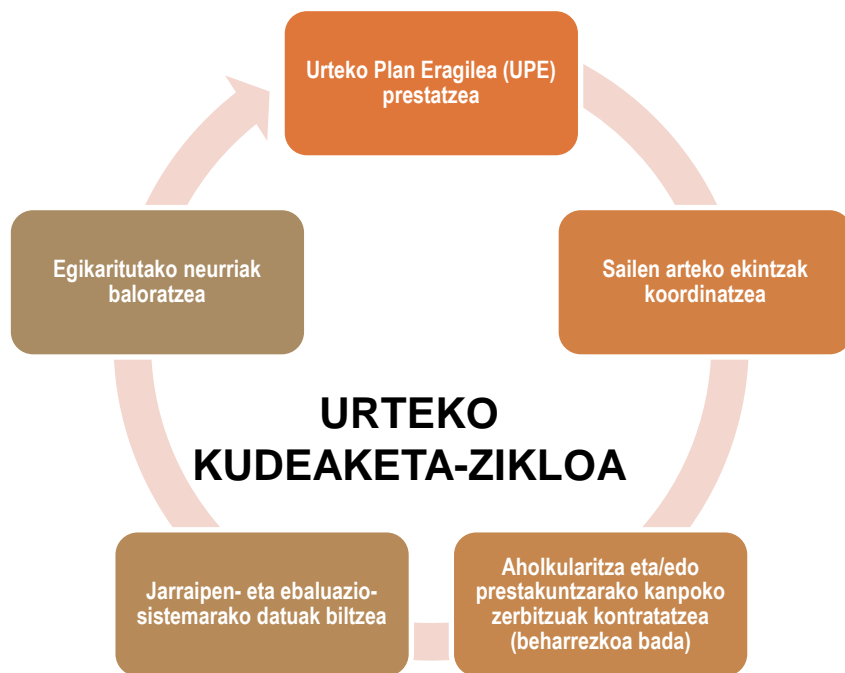 Urteko Plan Eragilea (UPE)
prestatzea
Sailen arteko ekintzak
koordinatzea
Aholkularitza eta/edo
prestakuntzarako kanpoko
zerbitzuak kontratatzea
(beharrezkoa bada)
Jarraipen- eta ebaluazio-
sistemarako datuak biltzea
Egikaritutako neurriak
baloratzea
URTEKO
KUDEAKETA-ZIKLOA